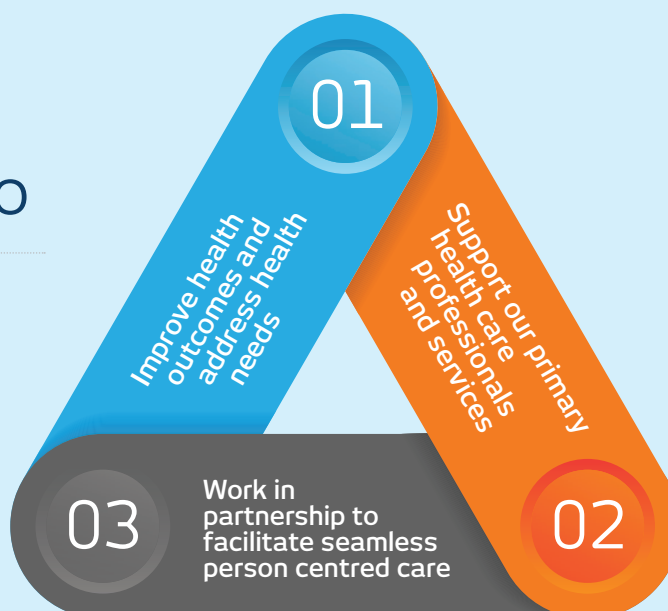 01
Improve health
outcomes and
address health
needs
Support our primary
health care
professionals
and services
02
03
Work in
partnership to
facilitate seamless
person centred care